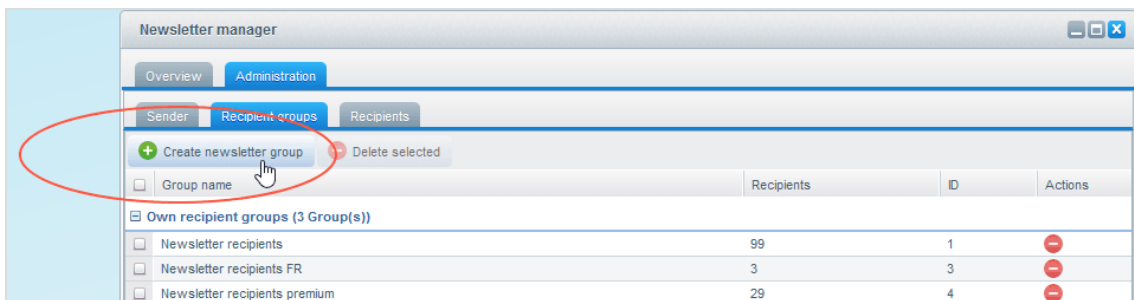 Newsletter manager
Overview Administration
Sender Recipient groups Recipients
Create newsletter group Delete selected
Group name Recipients ID Actions
Own recipient groups (3 Group(s))
Newsletter recipients 99 1
Newsletter recipients FR 3 3
Newsletter recipients premium 29 4